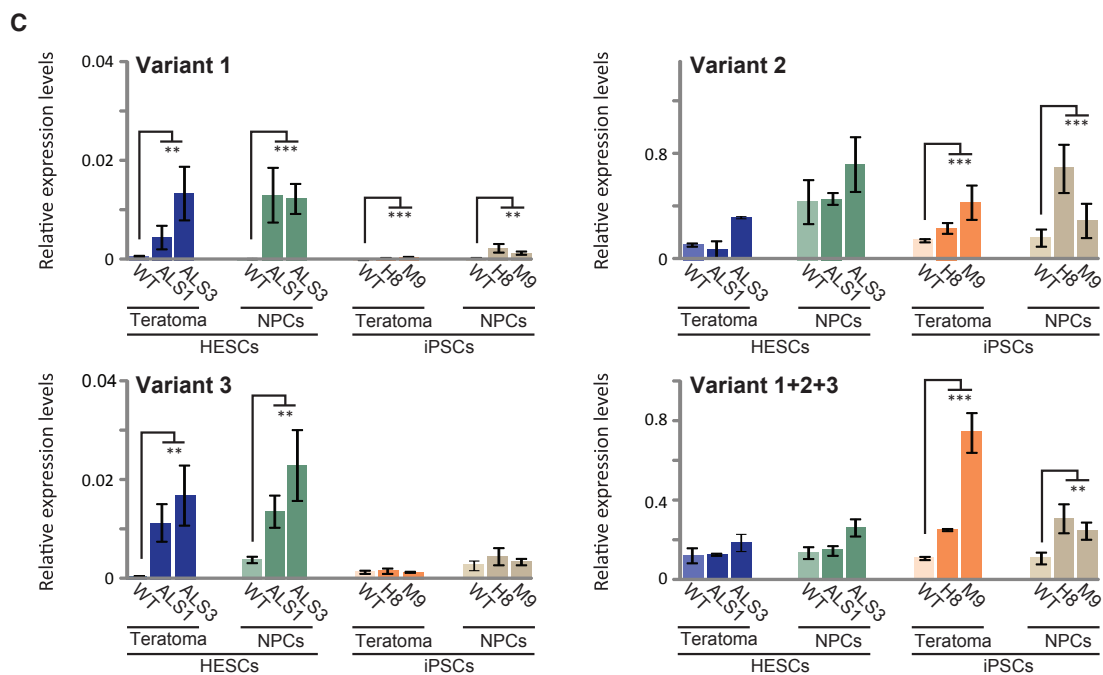 C
Variant 1
Relative expression levels
0.04
0.02
0
**
***
***
**
WT ALS1 ALS3 WT ALS1 ALS3 WT H8 M9 WT H8 M9
Teratoma NPCs Teratoma NPCs
HESCs iPSCs
Variant 2
Relative expression levels
0.8
0
***
***
WT ALS1 ALS3 WT ALS1 ALS3 WT H8 M9 WT H8 M9
Teratoma NPCs Teratoma NPCs
HESCs iPSCs
Variant 3
Relative expression levels
0.04
0.02
0
**
**
WT ALS1 ALS3 WT ALS1 ALS3 WT H8 M9 WT H8 M9
Teratoma NPCs Teratoma NPCs
HESCs iPSCs
Variant 1+2+3
Relative expression levels
0.8
0.4
0
***
**
WT ALS1 ALS3 WT ALS1 ALS3 WT H8 M9 WT H8 M9
Teratoma NPCs Teratoma NPCs
HESCs iPSCs